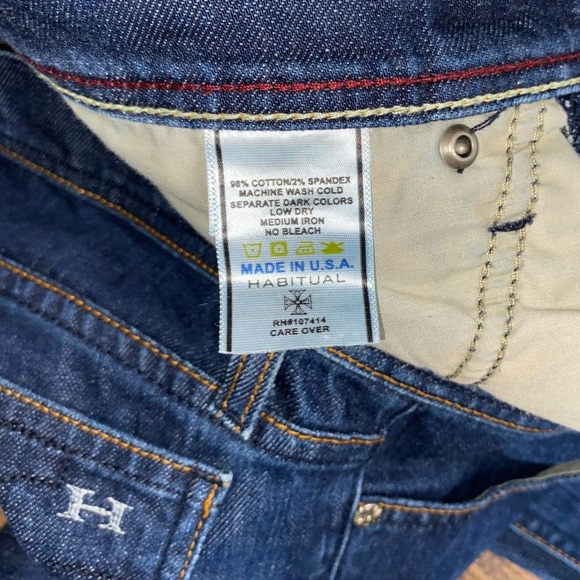 98% COTTON/2% SPANDEX
MACHINE WASH COLD
SEPARATE DARK COLORS
LOW DRY
MEDIUM IRON
NO BLEACH
MADE IN U.S.A.
HABITUAL
RN#107414
CARE OVER
H